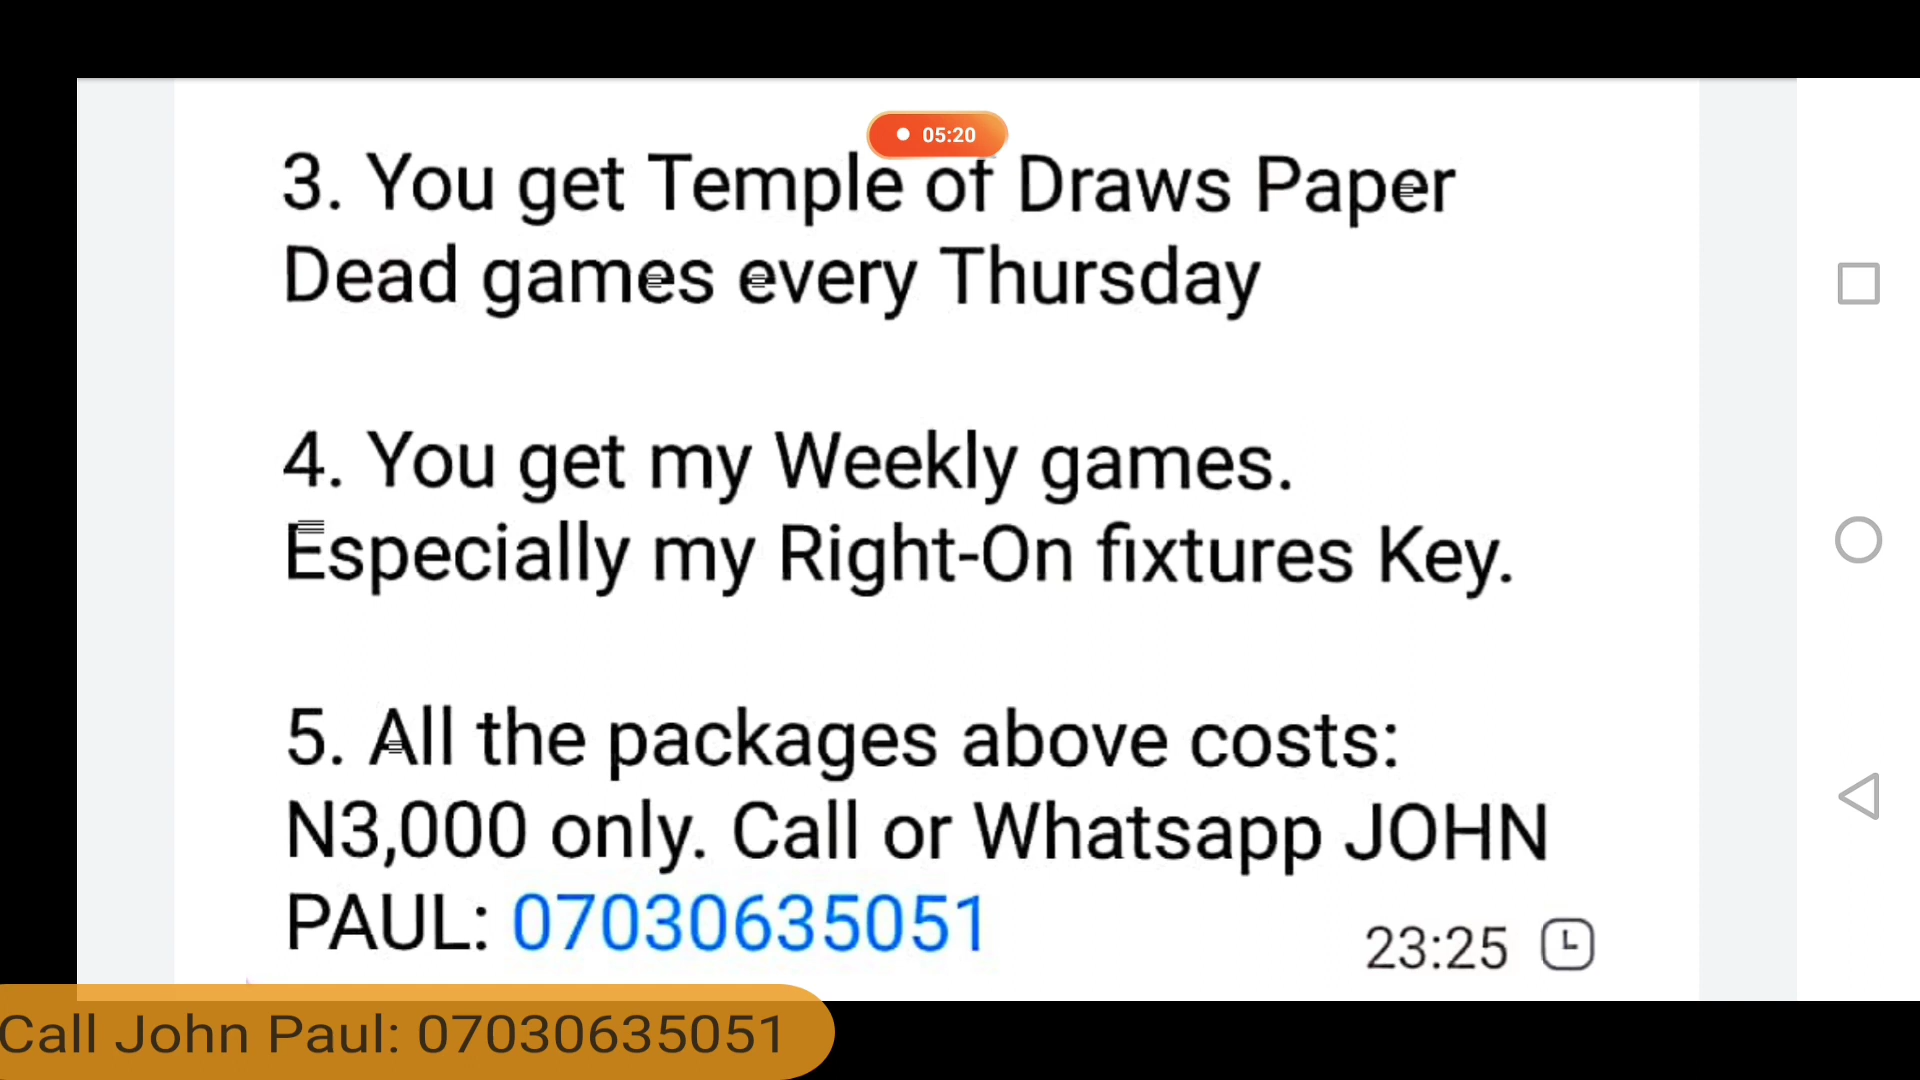 05:20
3. You get Temple of Draws Paper
Dead games every Thursday
4. You get my Weekly games.
Especially my Right-On fixtures Key.
5. All the packages above costs:
N3,000 only. Call or Whatsapp JOHN
PAUL: 07030635051
23:25
Call John Paul: 07030635051